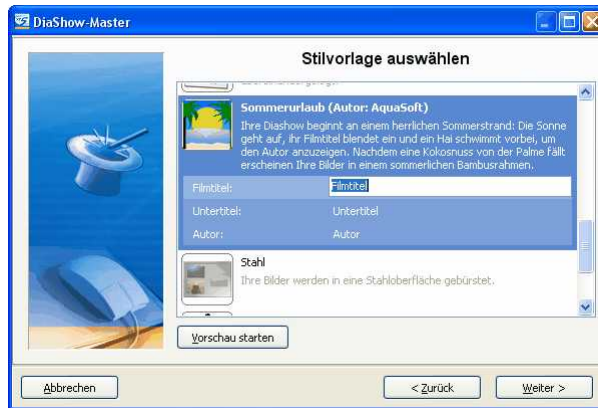 DiaShow-Master
Stilvorlage auswählen
Sommerurlaub (Autor: AquaSoft)
Ihre Diashow beginnt an einem herrlichen Sommerstrand: Die Sonne
geht auf, ihr Filmtitel blendet ein und ein Hai schwimmt vorbei, um
den Autor anzuzeigen. Nachdem eine Kokosnuss von der Palme fällt
erscheinen Ihre Bilder in einem sommerlichen Bambusrahmen.
Filmtitel: Filmtitel
Untertitel: Untertitel
Autor: Autor
Stahl
Ihre Bilder werden in eine Stahloberfläche gebürstet.
Vorschau starten
Abbrechen
< Zurück
Weiter >